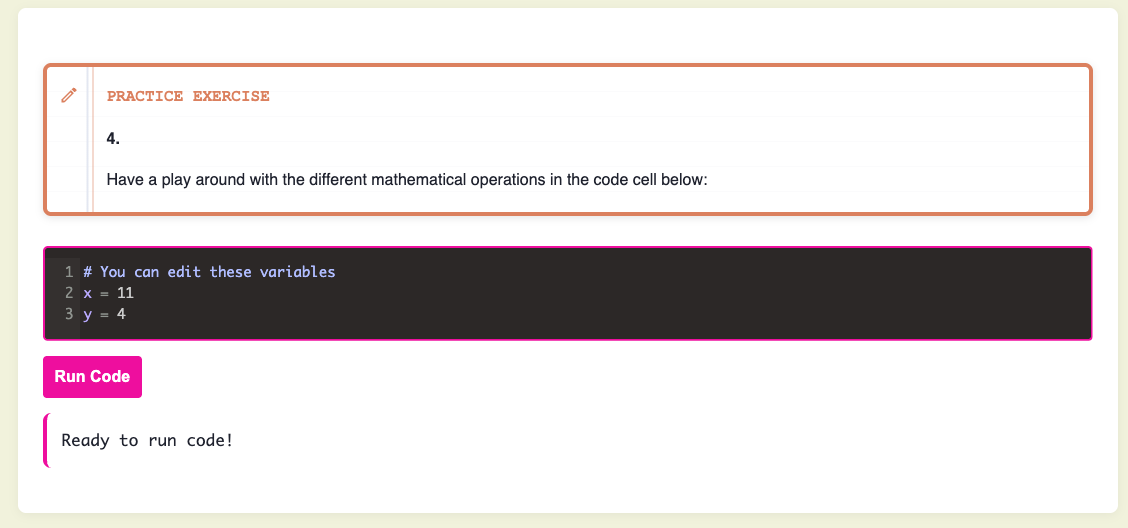 PRACTICE EXERCISE
4.
Have a play around with the different mathematical operations in the code cell below:
1 # You can edit these variables
2 x = 11
3 y = 4
Run Code
Ready to run code!